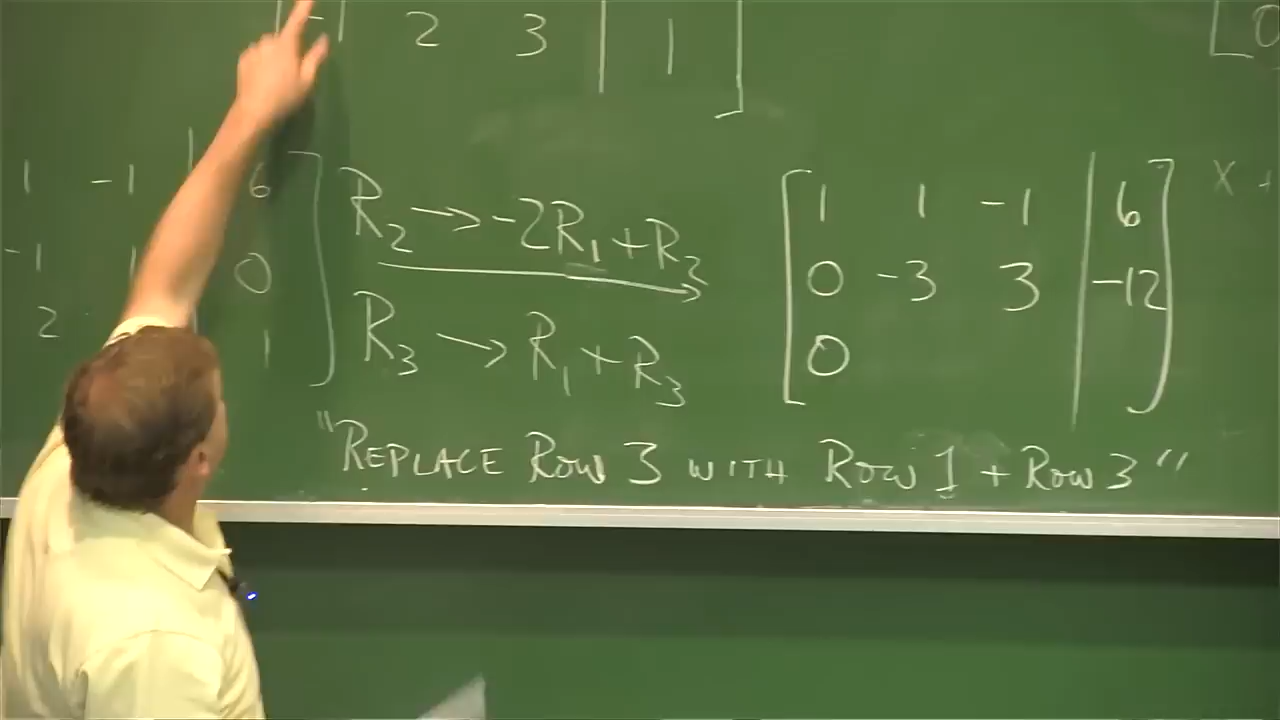 -1 2 3 | 1
1 -1 | 6
-1 1 0
2 1
R₂ → -2R₁ + R₂
R₃ → R₁ + R₃
1 1 -1 | 6
0 -3 3 | -12
0
"REPLACE ROW 3 WITH ROW 1 + ROW 3"
0
X +